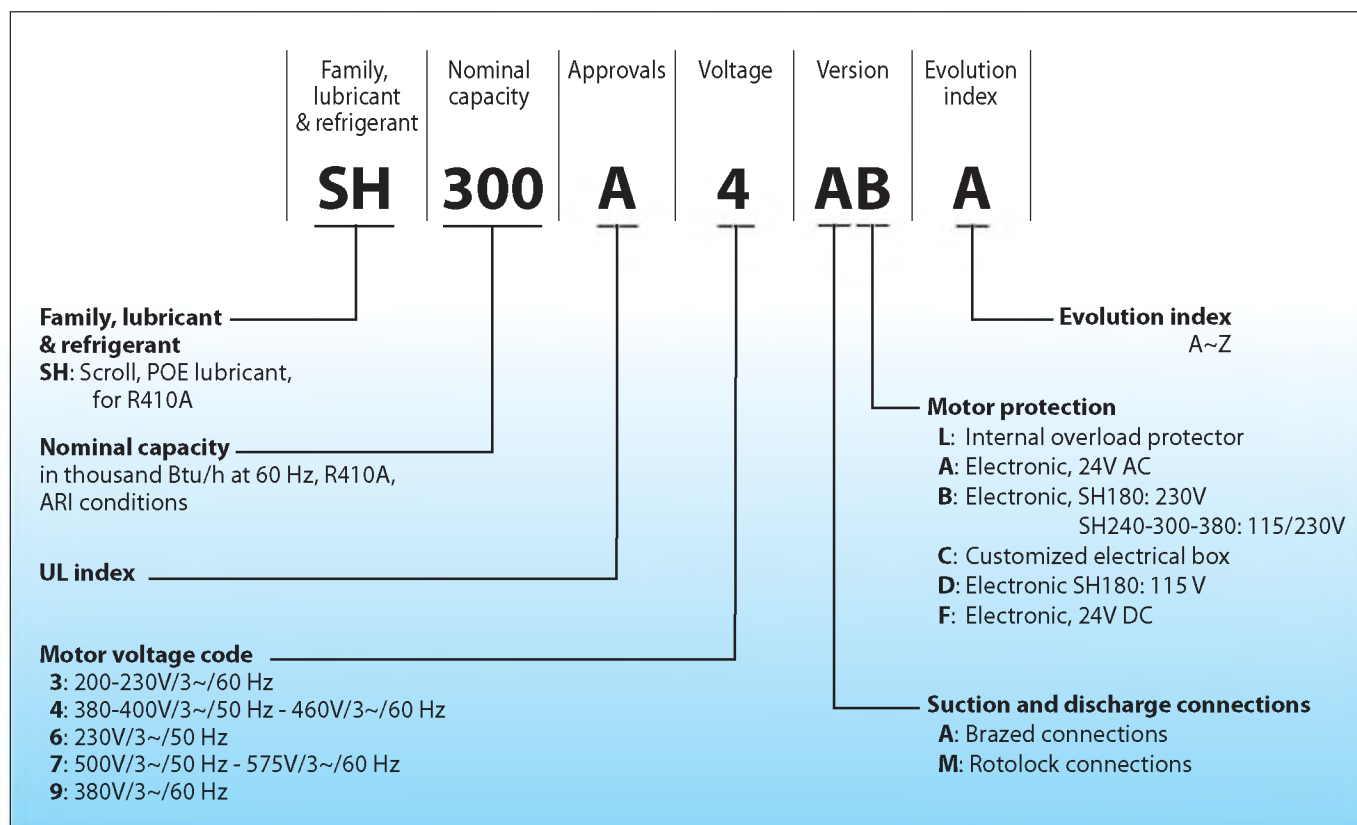 Family,
lubricant
& refrigerant
Nominal
capacity
Approvals
Voltage
Version
Evolution
index
SH 300 A 4 AB A
Family, lubricant
& refrigerant
SH: Scroll, POE lubricant,
for R410A
Nominal capacity
in thousand Btu/h at 60 Hz, R410A,
ARI conditions
UL index
Motor voltage code
3: 200-230V/3~/60 Hz
4: 380-400V/3~/50 Hz - 460V/3~/60 Hz
6: 230V/3~/50 Hz
7: 500V/3~/50 Hz - 575V/3~/60 Hz
9: 380V/3~/60 Hz
Evolution index
A~Z
Motor protection
L: Internal overload protector
A: Electronic, 24V AC
B: Electronic, SH180: 230V
SH240-300-380: 115/230V
C: Customized electrical box
D: Electronic SH180: 115 V
F: Electronic, 24V DC
Suction and discharge connections
A: Brazed connections
M: Rotolock connections